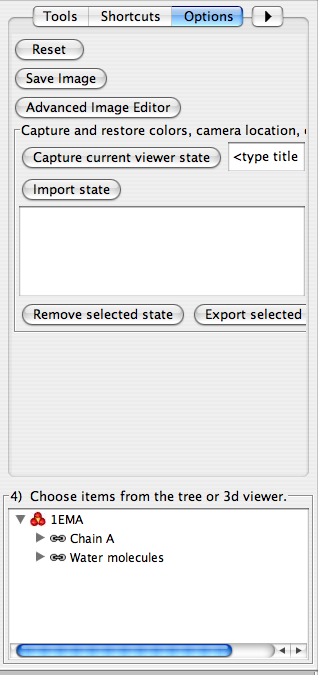 Tools Shortcuts Options
Reset
Save Image
Advanced Image Editor
Capture and restore colors, camera location,
Capture current viewer state <type title
Import state
Remove selected state Export selected
4) Choose items from the tree or 3d viewer.
1EMA
Chain A
Water molecules